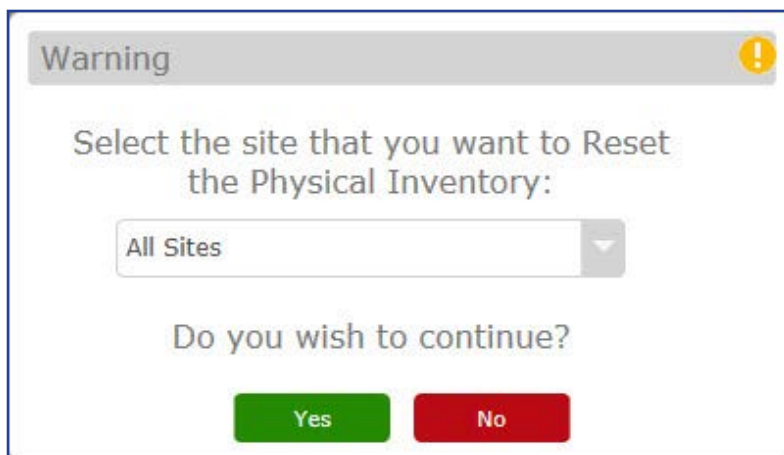 Warning
Select the site that you want to Reset
the Physical Inventory:
All Sites
Do you wish to continue?
Yes No